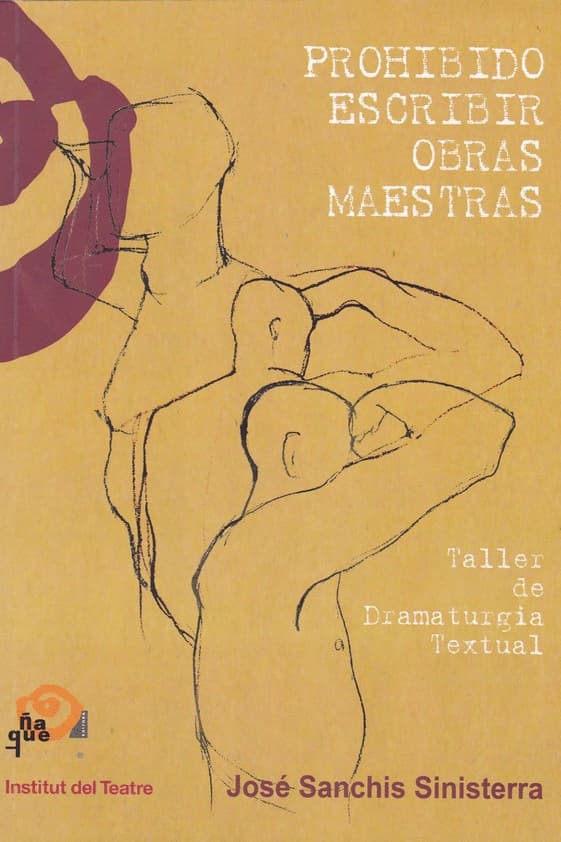 PROHIBIDO
ESCRIBIR
OBRAS
MAESTRAS
Taller
de
Dramaturgia
Textual
ñaque
Institut del Teatre
José Sanchis Sinisterra